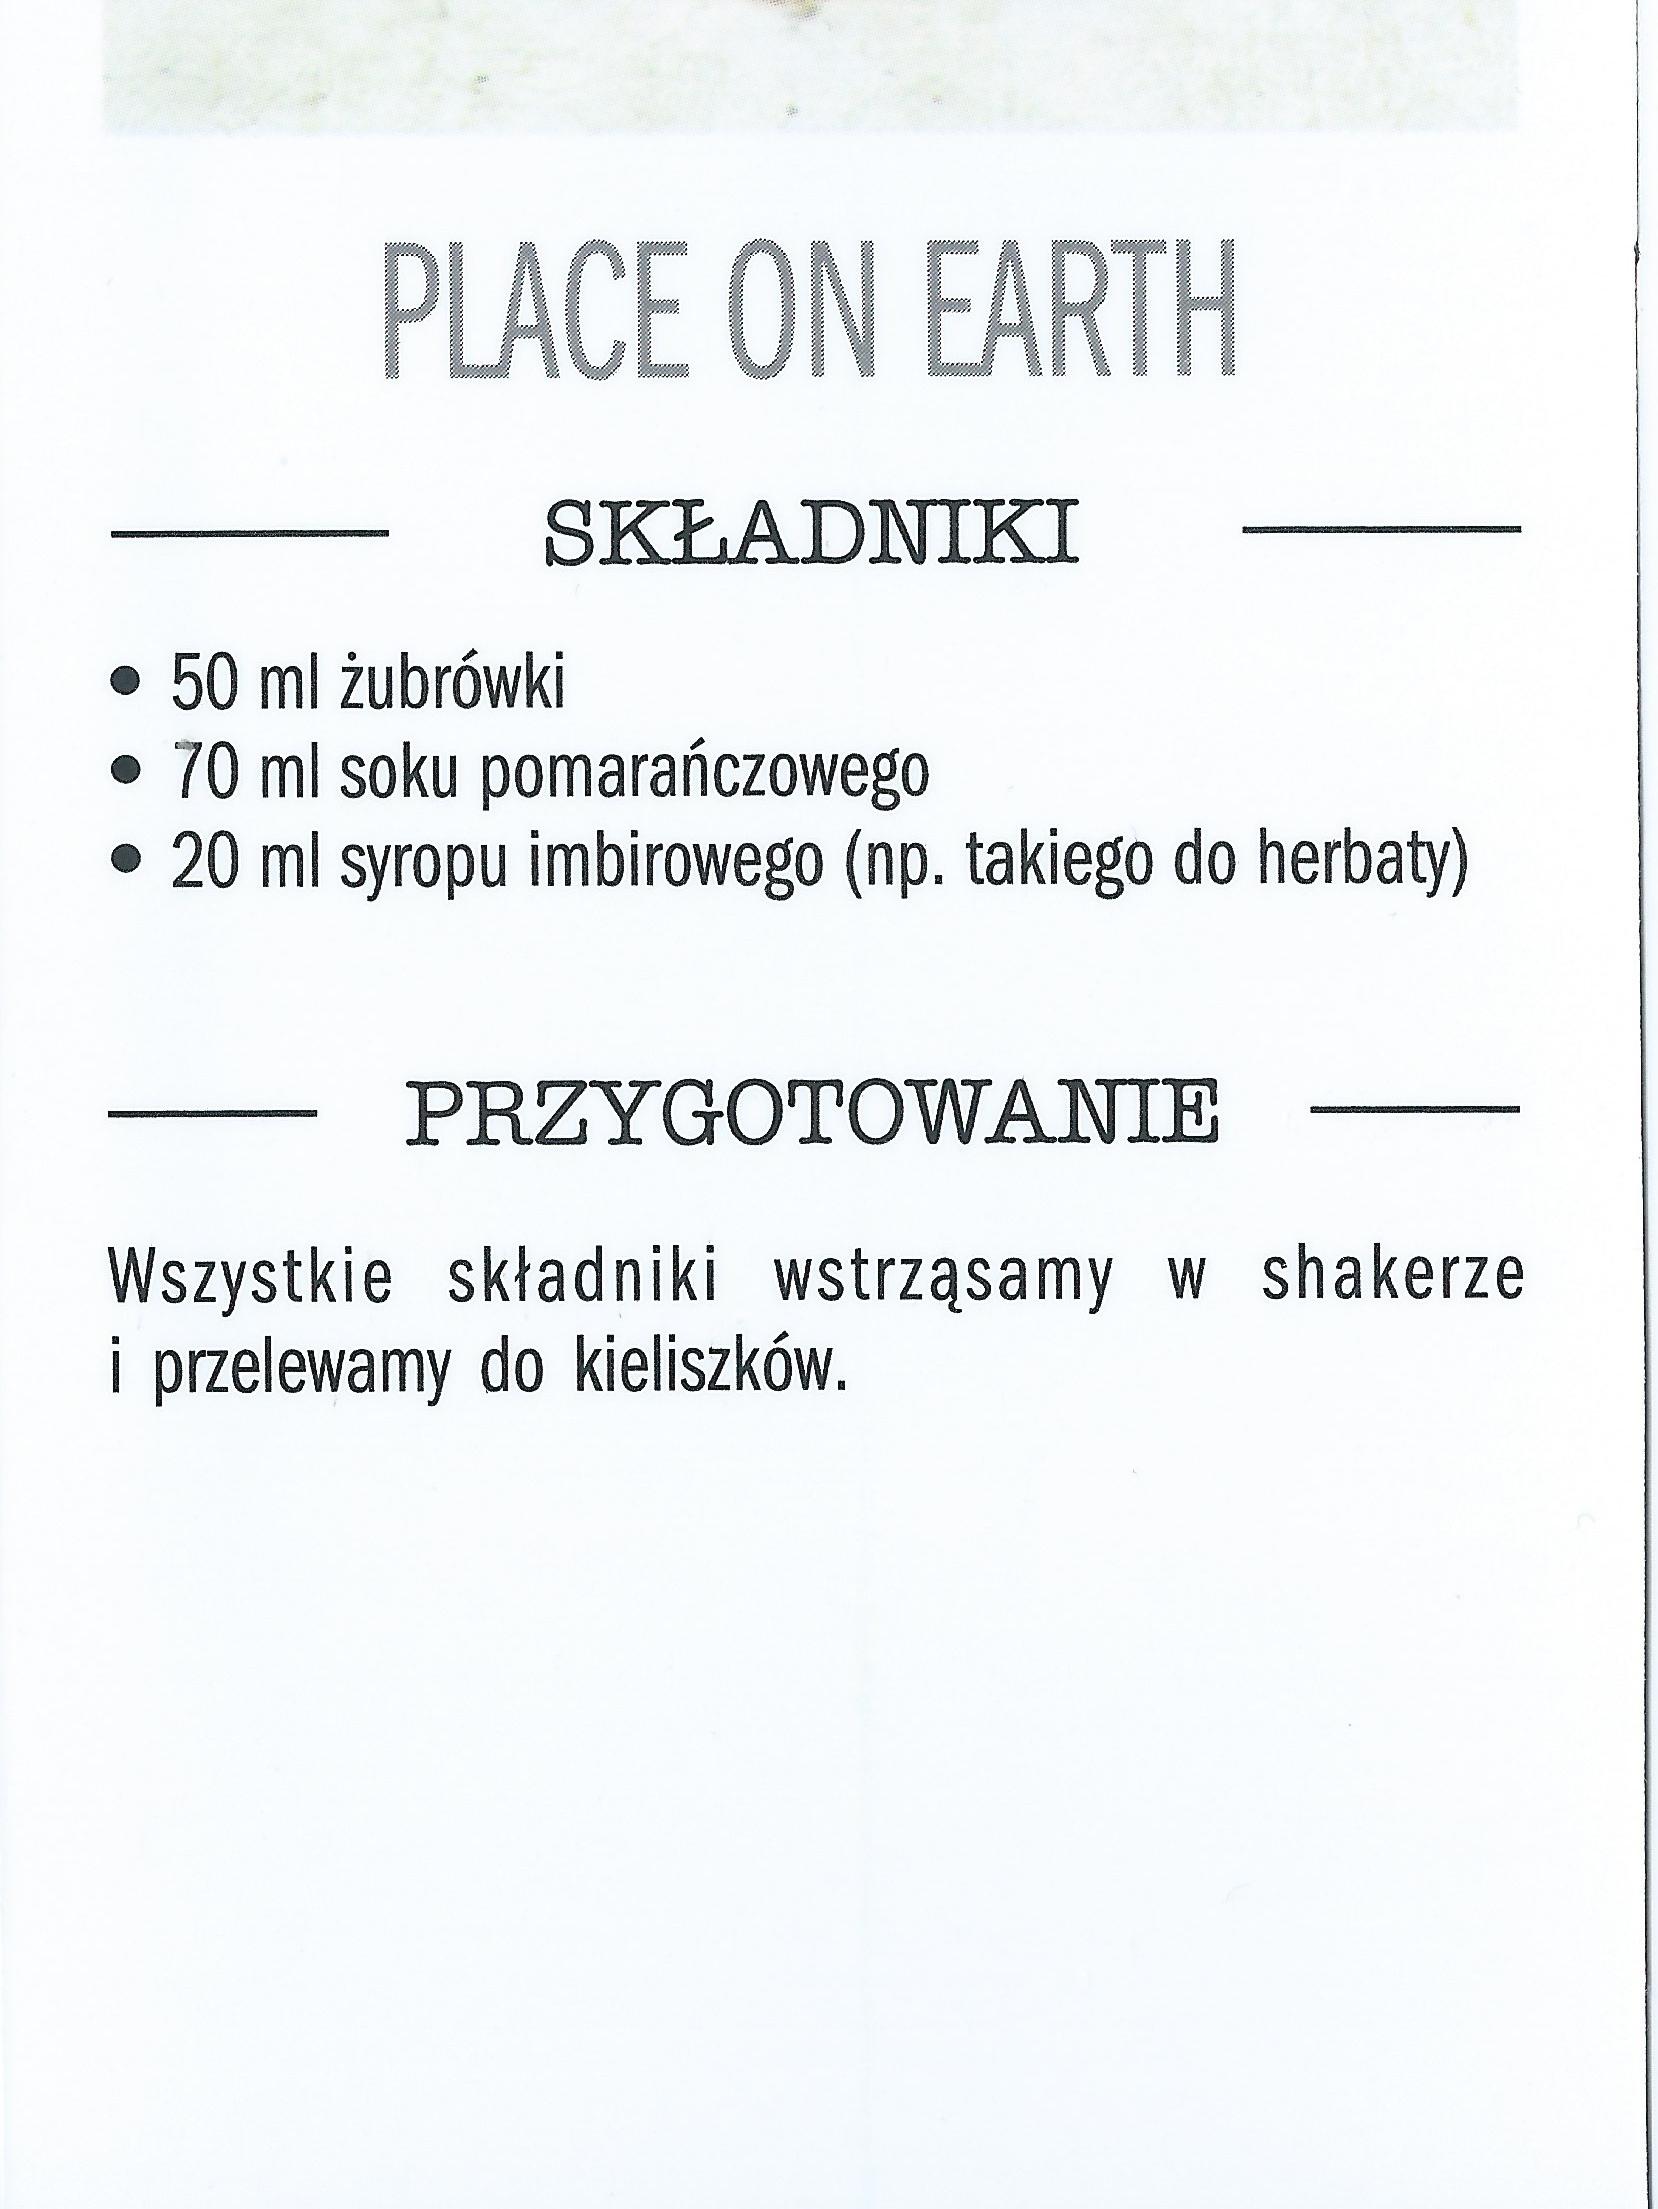 PLACE ON EARTH
SKŁADNIKI
• 50 ml żubrówki
• 70 ml soku pomarańczowego
• 20 ml syropu imbirowego (np. takiego do herbaty)
PRZYGOTOWANIE
Wszystkie składniki wstrząsamy w shakerze
i przelewamy do kieliszków.